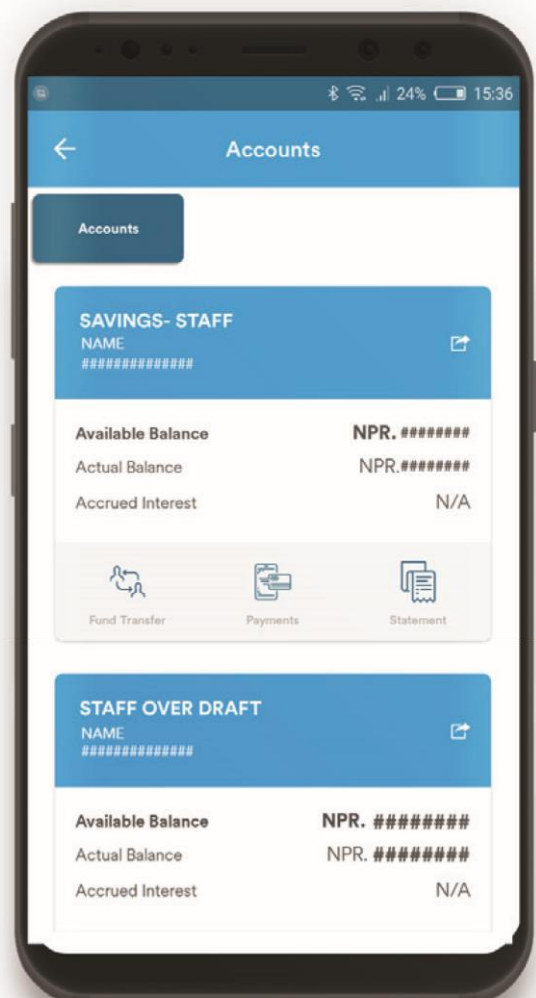 24% 15:36
Accounts
Accounts
SAVINGS- STAFF
NAME
##############
Available Balance NPR. ########
Actual Balance NPR.########
Accrued Interest N/A
Fund Transfer Payments Statement
STAFF OVER DRAFT
NAME
##############
Available Balance NPR. ########
Actual Balance NPR. ########
Accrued Interest N/A